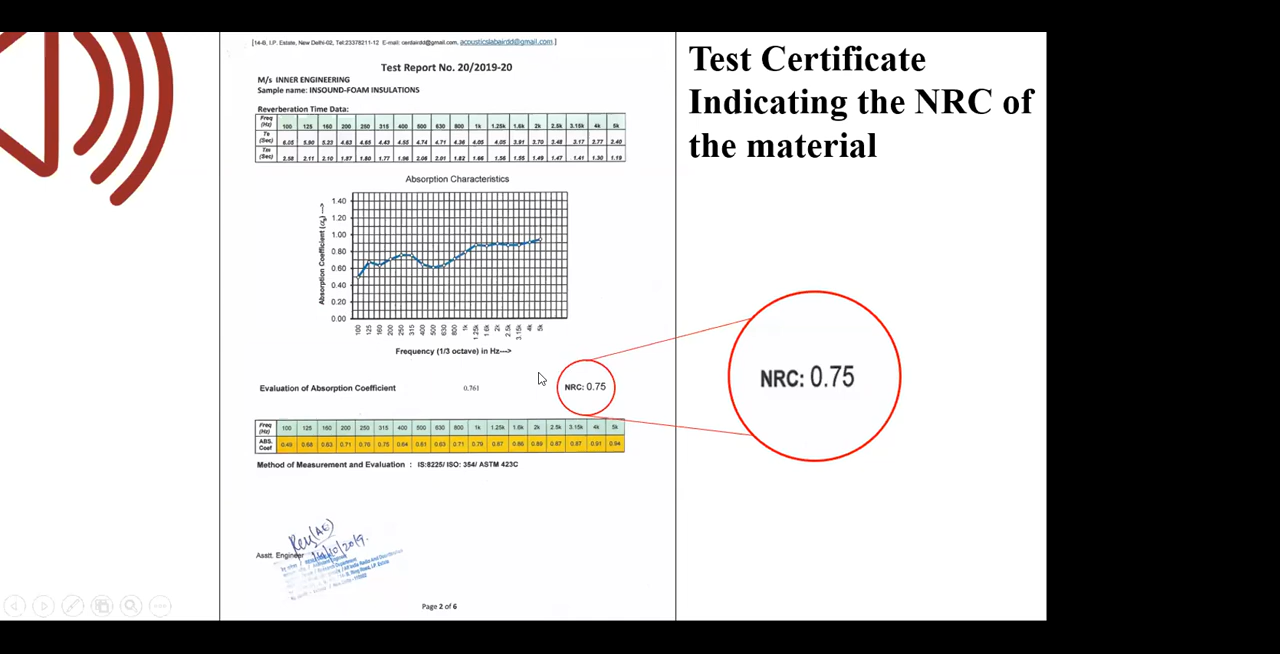 [14-B, I.P. Estate, New Delhi-02, Tel:23378211-12 E-mail: cerdairdd@gmail.com, acousticslabeirdd@gmail.com ]
Test Report No. 20/2019-20
M/s INNER ENGINEERING
Sample name: INSOUND-FOAM INSULATIONS
Reverberation Time Data:
Freq (Hz) 100 125 160 200 250 315 400 500 630 800 1k 1.25k 1.6k 2k 2.5k 3.15k 4k 5k
(Sec) 6.05 5.90 5.23 4.63 4.65 4.43 4.55 4.74 4.71 4.36 4.05 4.05 3.91 3.70 3.48 3.17 2.77 2.40
(Sec) 2.58 2.11 2.10 1.87 1.80 1.77 1.96 2.06 2.01 1.82 1.66 1.56 1.55 1.49 1.47 1.41 1.30 1.19
Absorption Characteristics
Absorption Coefficient (αs) --->
1.40
1.20
1.00
0.80
0.60
0.40
0.20
0.00
100 125 160 200 250 315 400 500 630 800 1k 1.25k 1.6k 2k 2.5k 3.15k 4k 5k
Frequency (1/3 octave) in Hz--->
Evaluation of Absorption Coefficient 0.761 NRC: 0.75
Freq (Hz) 100 125 160 200 250 315 400 500 630 800 1k 1.25k 1.6k 2k 2.5k 3.15k 4k 5k
ABS. Coef 0.49 0.68 0.63 0.71 0.76 0.75 0.64 0.61 0.63 0.71 0.79 0.87 0.86 0.89 0.87 0.87 0.91 0.94
Method of Measurement and Evaluation : IS:8225/ ISO: 354/ ASTM 423C
Asstt. Engineer
Page 2 of 6
Test Certificate
Indicating the NRC of
the material
NRC: 0.75